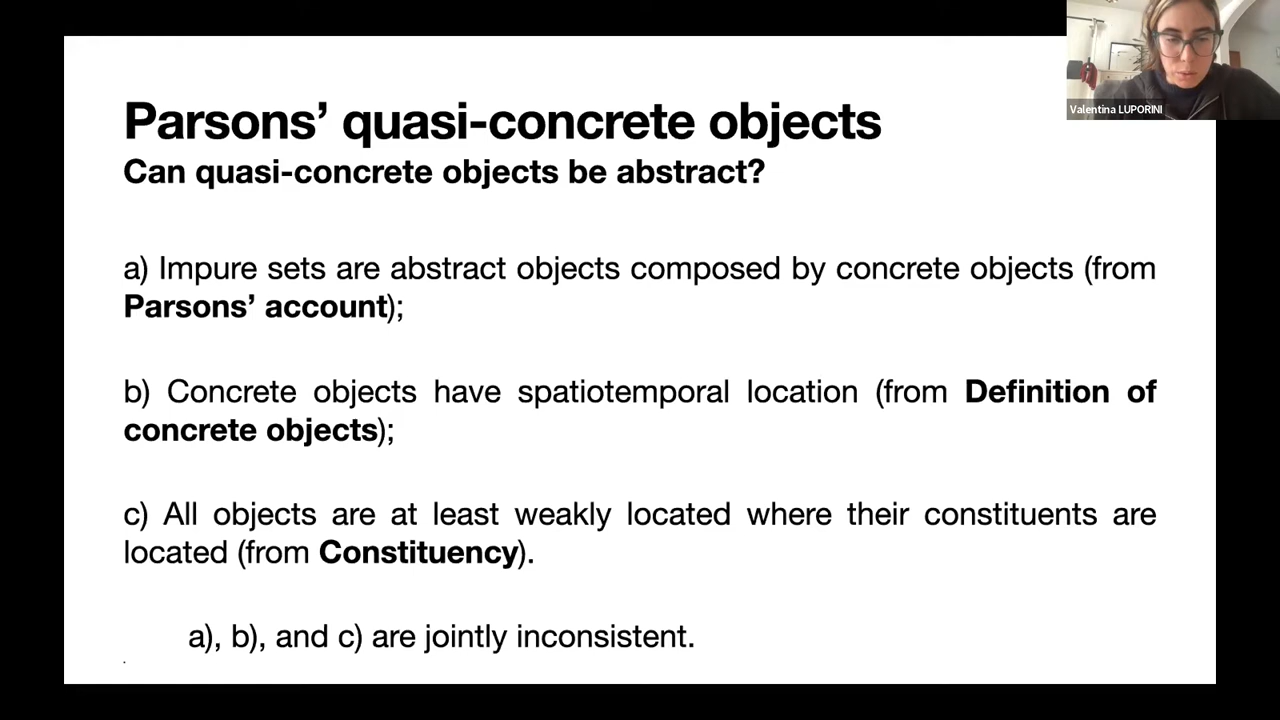 Parsons’ quasi-concrete objects
Can quasi-concrete objects be abstract?
a) Impure sets are abstract objects composed by concrete objects (from
Parsons’ account);
b) Concrete objects have spatiotemporal location (from Definition of
concrete objects);
c) All objects are at least weakly located where their constituents are
located (from Constituency).
a), b), and c) are jointly inconsistent.
.
Valentina LUPORINI